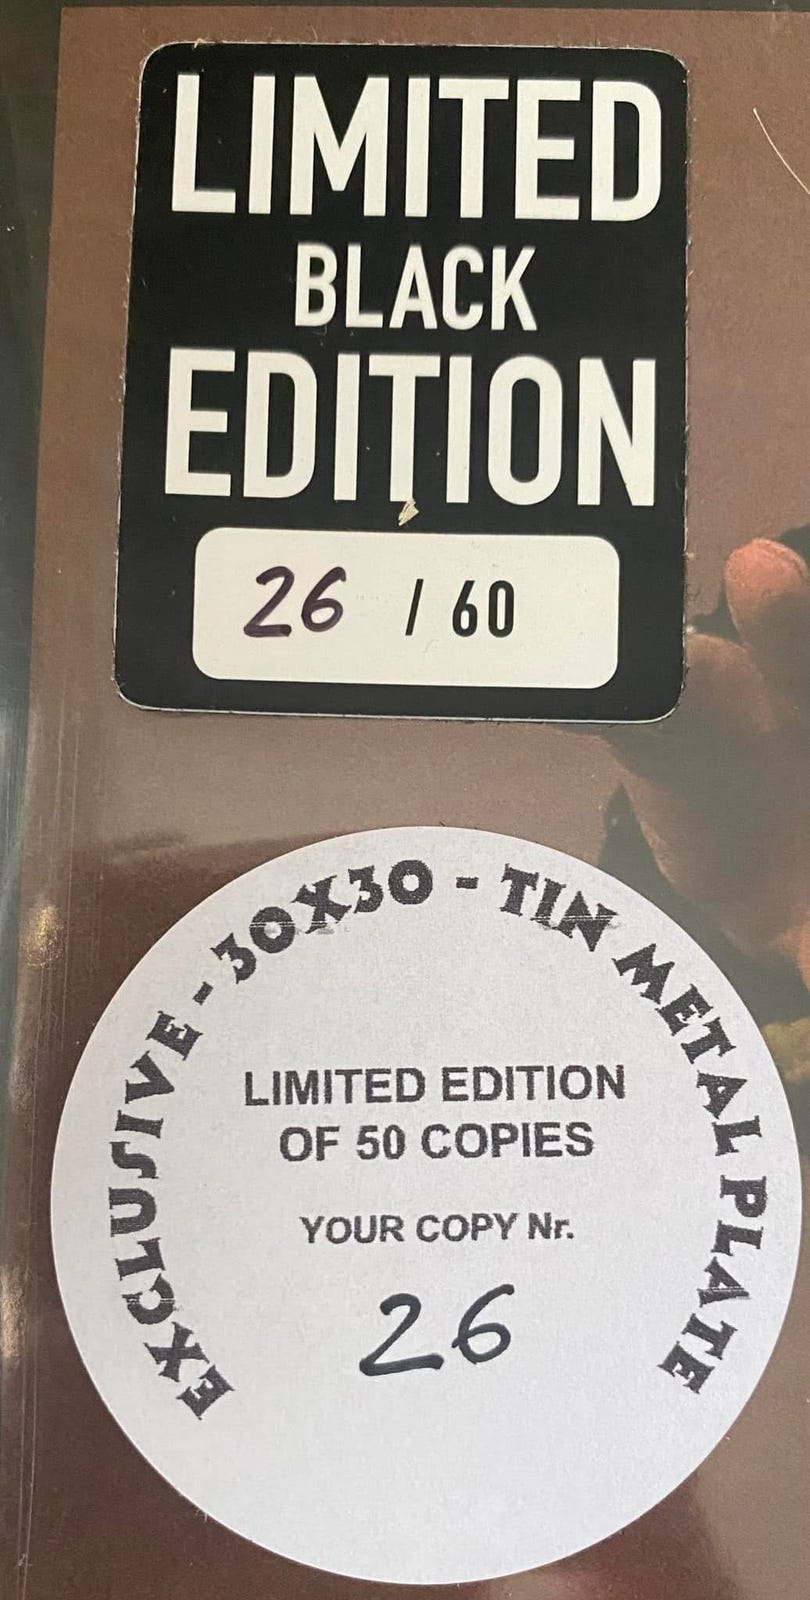 LIMITED
BLACK
EDITION
26 / 60
EXCLUSIVE - 30X30 - TIN METAL PLATE
LIMITED EDITION
OF 50 COPIES
YOUR COPY Nr.
26